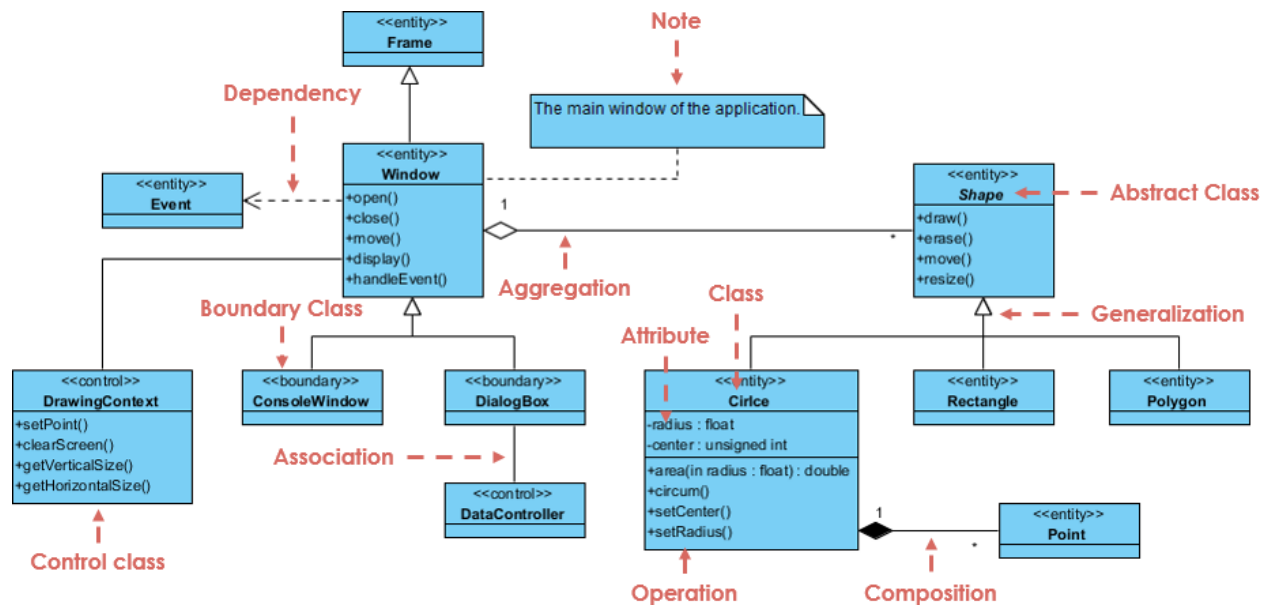 <<entity>>
Frame
Note
Dependency
The main window of the application.
<<entity>>
Window
+open()
+close()
+move()
+display()
+handleEvent()
<<entity>>
Event
1
*
Aggregation
<<entity>>
Shape
+draw()
+erase()
+move()
+resize()
Abstract Class
Generalization
Boundary Class
Class
Attribute
<<control>>
DrawingContext
+setPoint()
+clearScreen()
+getVerticalSize()
+getHorizontalSize()
Control class
<<boundary>>
ConsoleWindow
<<boundary>>
DialogBox
Association
<<control>>
DataController
<<entity>>
Cirlce
-radius : float
-center : unsigned int
+area(in radius : float) : double
+circum()
+setCenter()
+setRadius()
Operation
<<entity>>
Rectangle
<<entity>>
Polygon
1
*
Composition
<<entity>>
Point